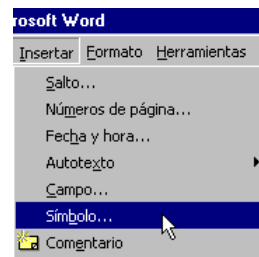 rosoft Word
Insertar Formato Herramientas
Salto...
Números de página...
Fecha y hora...
Autotexto
Campo...
Símbolo...
Comentario